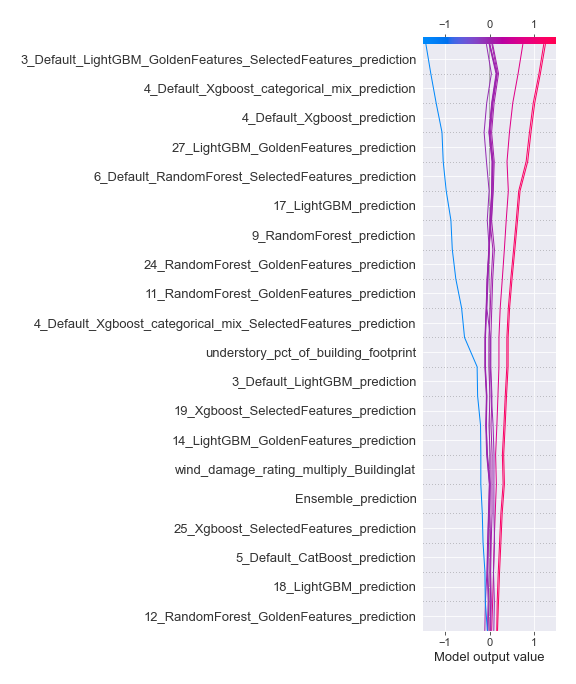 −1 0 1
3_Default_LightGBM_GoldenFeatures_SelectedFeatures_prediction
4_Default_Xgboost_categorical_mix_prediction
4_Default_Xgboost_prediction
27_LightGBM_GoldenFeatures_prediction
6_Default_RandomForest_SelectedFeatures_prediction
17_LightGBM_prediction
9_RandomForest_prediction
24_RandomForest_GoldenFeatures_prediction
11_RandomForest_GoldenFeatures_prediction
4_Default_Xgboost_categorical_mix_SelectedFeatures_prediction
understory_pct_of_building_footprint
3_Default_LightGBM_prediction
19_Xgboost_SelectedFeatures_prediction
14_LightGBM_GoldenFeatures_prediction
wind_damage_rating_multiply_Buildinglat
Ensemble_prediction
25_Xgboost_SelectedFeatures_prediction
5_Default_CatBoost_prediction
18_LightGBM_prediction
12_RandomForest_GoldenFeatures_prediction
−1 0 1
Model output value